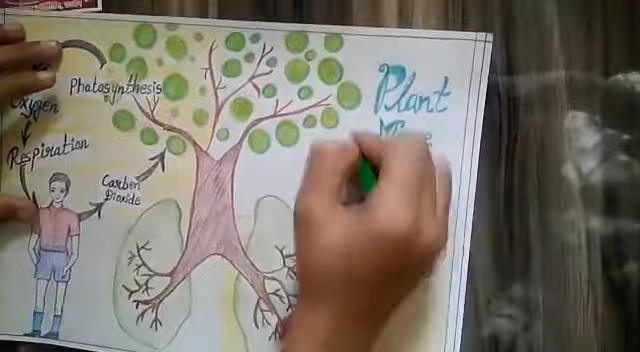 Photosynthesis
Oxygen
Respiration
Carbon
Dioxide
Plant